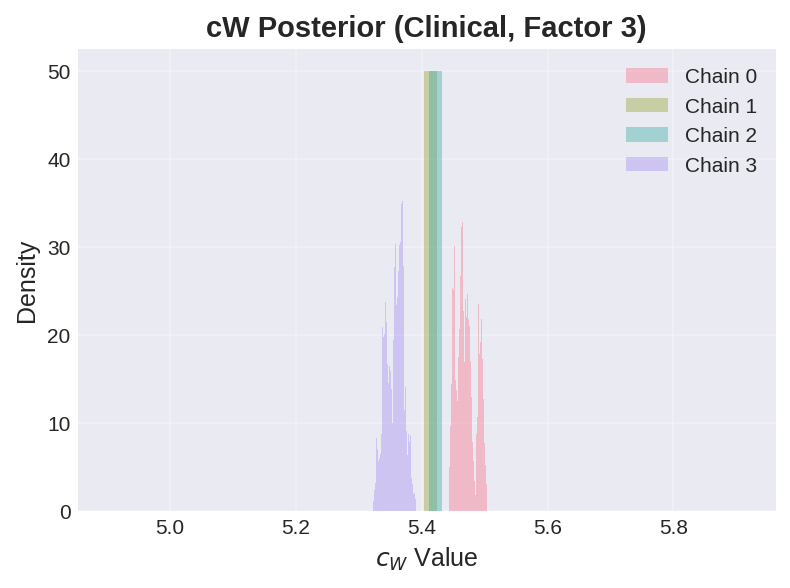 cW Posterior (Clinical, Factor 3)
Density
50
40
30
20
10
0
Chain 0
Chain 1
Chain 2
Chain 3
5.0 5.2 5.4 5.6 5.8
c_W Value